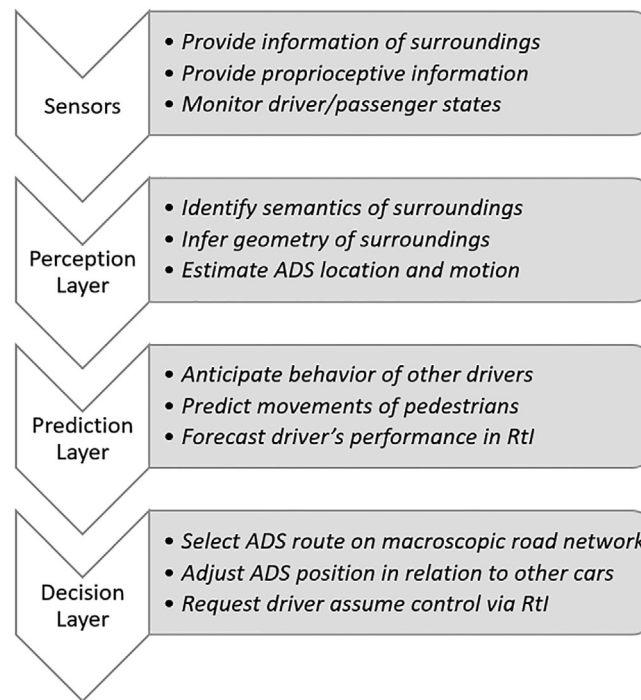 Sensors
• Provide information of surroundings
• Provide proprioceptive information
• Monitor driver/passenger states
Perception
Layer
• Identify semantics of surroundings
• Infer geometry of surroundings
• Estimate ADS location and motion
Prediction
Layer
• Anticipate behavior of other drivers
• Predict movements of pedestrians
• Forecast driver's performance in RtI
Decision
Layer
• Select ADS route on macroscopic road network
• Adjust ADS position in relation to other cars
• Request driver assume control via RtI